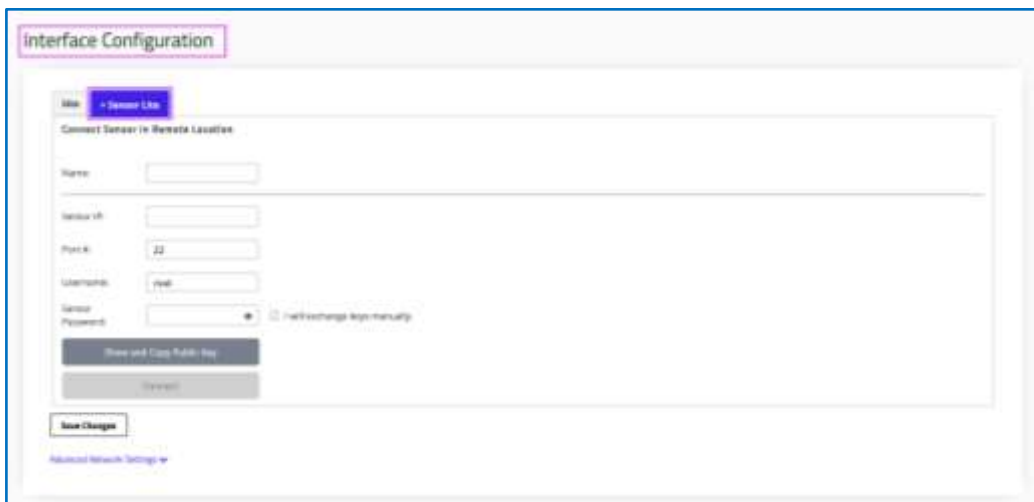 Interface Configuration
+ Sensor Lite
Connect Sensor in Remote Location
Name:
Sensor IP:
Port #:
22
Username:
root
Sensor
Password:
I will exchange keys manually
Show and Copy Public Key
Connect
Save Changes
Advanced Network Settings